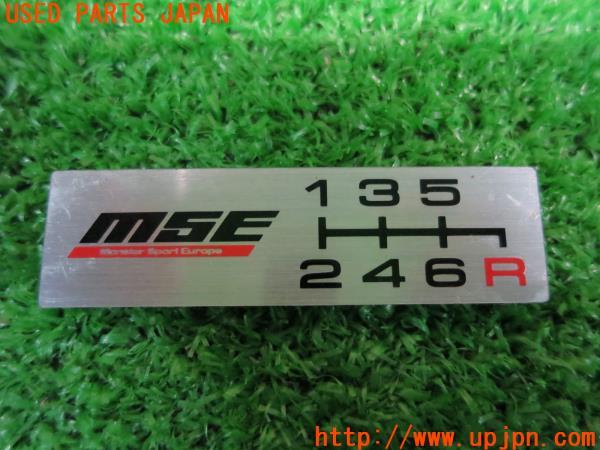 USED PARTS JAPAN
MSE
Monster Sport Europe
1 3 5
2 4 6 R
http://www.upjpn.com